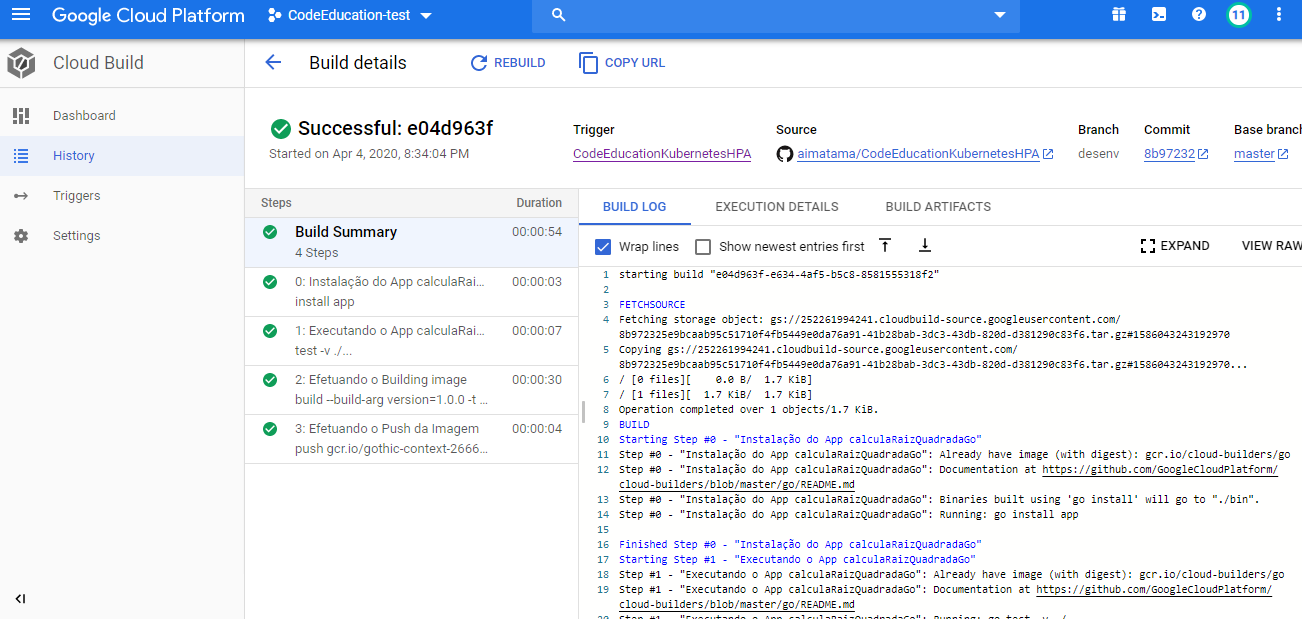 Google Cloud Platform
CodeEducation-test
11
Cloud Build
Build details
REBUILD
COPY URL
Dashboard
History
Triggers
Settings
Successful: e04d963f
Started on Apr 4, 2020, 8:34:04 PM
Trigger
CodeEducationKubernetesHPA
Source
aimatama/CodeEducationKubernetesHPA
Branch
desenv
Commit
8b97232
Base branch
master
Steps Duration
Build Summary 00:00:54
4 Steps
0: Instalação do App calculaRai... 00:00:03
install app
1: Executando o App calculaRai... 00:00:07
test -v ./...
2: Efetuando o Building image 00:00:30
build --build-arg version=1.0.0 -t ...
3: Efetuando o Push da Imagem 00:00:04
push gcr.io/gothic-context-2666...
BUILD LOG EXECUTION DETAILS BUILD ARTIFACTS
Wrap lines Show newest entries first EXPAND VIEW RAW
1 starting build "e04d963f-e634-4af5-b5c8-8581555318f2"
2
3 FETCHSOURCE
4 Fetching storage object: gs://252261994241.cloudbuild-source.googleusercontent.com/
8b972325e9bcaab95c51710f4fb5449e0da76a91-41b28bab-3dc3-43db-820d-d381290c83f6.tar.gz#1586043243192970
5 Copying gs://252261994241.cloudbuild-source.googleusercontent.com/
8b972325e9bcaab95c51710f4fb5449e0da76a91-41b28bab-3dc3-43db-820d-d381290c83f6.tar.gz#1586043243192970...
6 / [0 files][    0.0 B/  1.7 KiB]
7 / [1 files][  1.7 KiB/  1.7 KiB]
8 Operation completed over 1 objects/1.7 KiB.
9 BUILD
10 Starting Step #0 - "Instalação do App calculaRaizQuadradaGo"
11 Step #0 - "Instalação do App calculaRaizQuadradaGo": Already have image (with digest): gcr.io/cloud-builders/go
12 Step #0 - "Instalação do App calculaRaizQuadradaGo": Documentation at https://github.com/GoogleCloudPlatform/
cloud-builders/blob/master/go/README.md
13 Step #0 - "Instalação do App calculaRaizQuadradaGo": Binaries built using 'go install' will go to "./bin".
14 Step #0 - "Instalação do App calculaRaizQuadradaGo": Running: go install app
15
16 Finished Step #0 - "Instalação do App calculaRaizQuadradaGo"
17 Starting Step #1 - "Executando o App calculaRaizQuadradaGo"
18 Step #1 - "Executando o App calculaRaizQuadradaGo": Already have image (with digest): gcr.io/cloud-builders/go
19 Step #1 - "Executando o App calculaRaizQuadradaGo": Documentation at https://github.com/GoogleCloudPlatform/
cloud-builders/blob/master/go/README.md
20 Step #1 - "Executando o App calculaRaizQuadradaGo": Running: go test -v ./